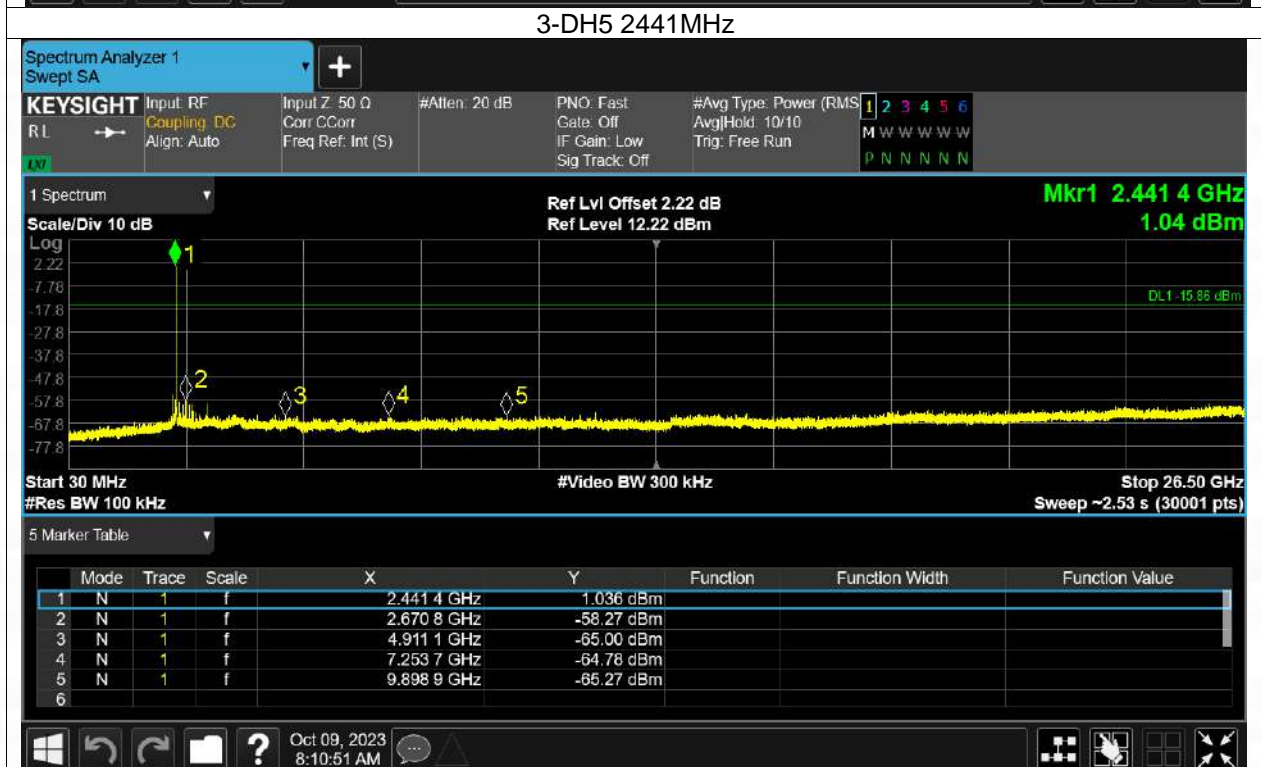 3-DH5 2441MHz
Spectrum Analyzer 1
Swept SA
+
KEYSIGHT Input: RF Input Z: 50 Ω #Atten: 20 dB PNO: Fast #Avg Type: Power (RMS 1 2 3 4 5 6
RL Coupling: DC Corr CCorr Gate: Off Avg|Hold: 10/10 M W W W W W
Align: Auto Freq Ref: Int (S) IF Gain: Low Trig: Free Run
LXI Sig Track: Off P N N N N N
1 Spectrum Ref Lvl Offset 2.22 dB Mkr1 2.441 4 GHz
Scale/Div 10 dB Ref Level 12.22 dBm 1.04 dBm
Log
1
2.22
-7.78
DL1 -15.86 dBm
-17.8
-27.8
-37.8
-47.8
2
-57.8
3 4 5
-67.8
-77.8
Start 30 MHz #Video BW 300 kHz Stop 26.50 GHz
#Res BW 100 kHz Sweep ~2.53 s (30001 pts)
5 Marker Table
Mode Trace Scale X Y Function Function Width Function Value
1 N 1 f 2.441 4 GHz 1.036 dBm
2 N 1 f 2.670 8 GHz -58.27 dBm
3 N 1 f 4.911 1 GHz -65.00 dBm
4 N 1 f 7.253 7 GHz -64.78 dBm
5 N 1 f 9.898 9 GHz -65.27 dBm
6
? Oct 09, 2023
8:10:51 AM